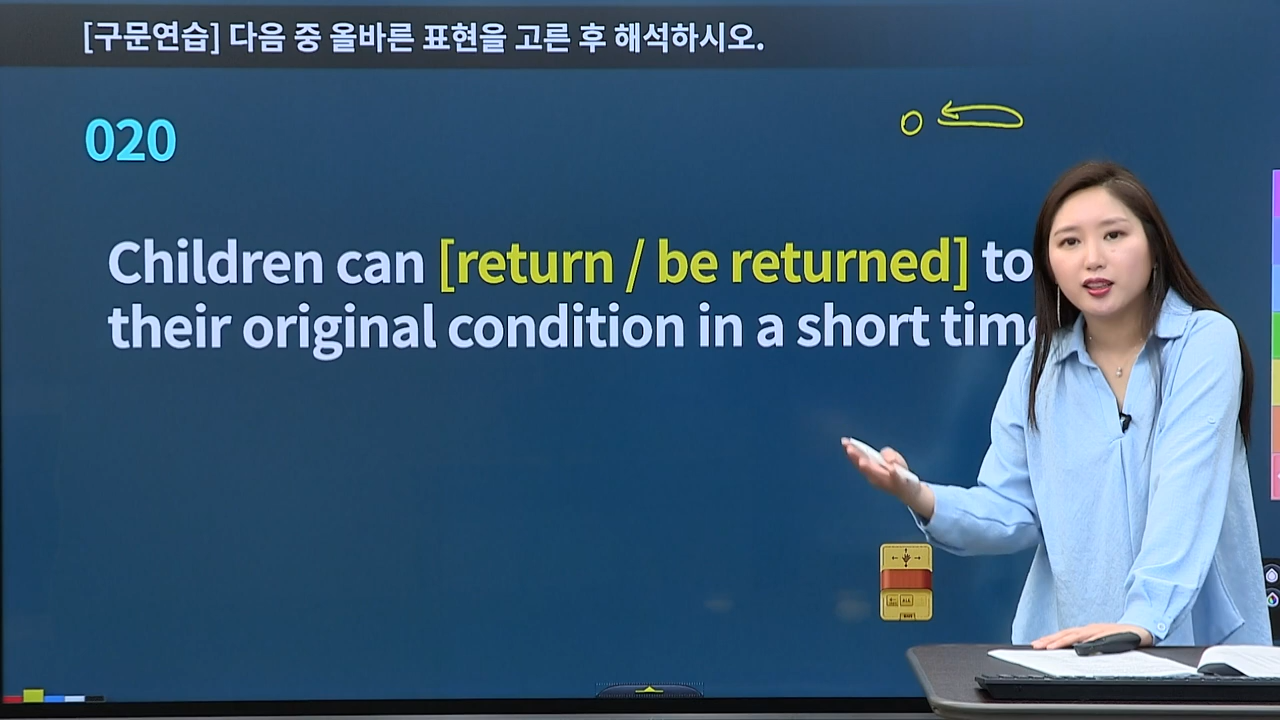 [구문연습] 다음 중 올바른 표현을 고른 후 해석하시오.
020
Children can [return / be returned] to
their original condition in a short